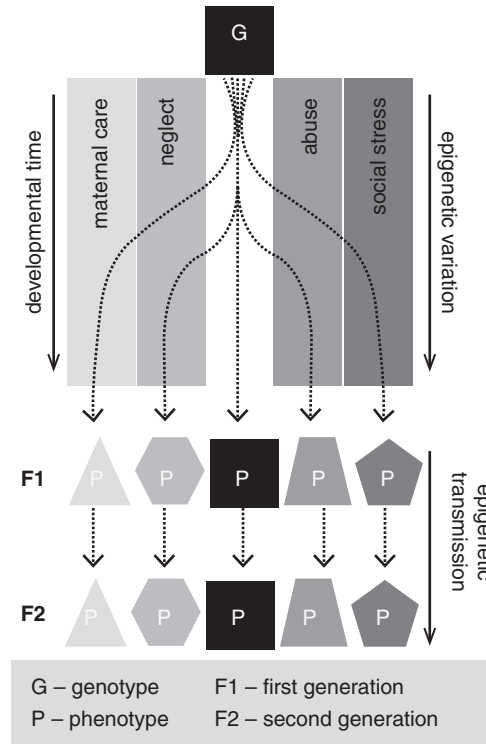 G
developmental time
maternal care
neglect
abuse
social stress
epigenetic variation
F1
P
P
P
P
P
epigenetic
transmission
F2
P
P
P
P
P
G – genotype
F1 – first generation
P – phenotype
F2 – second generation